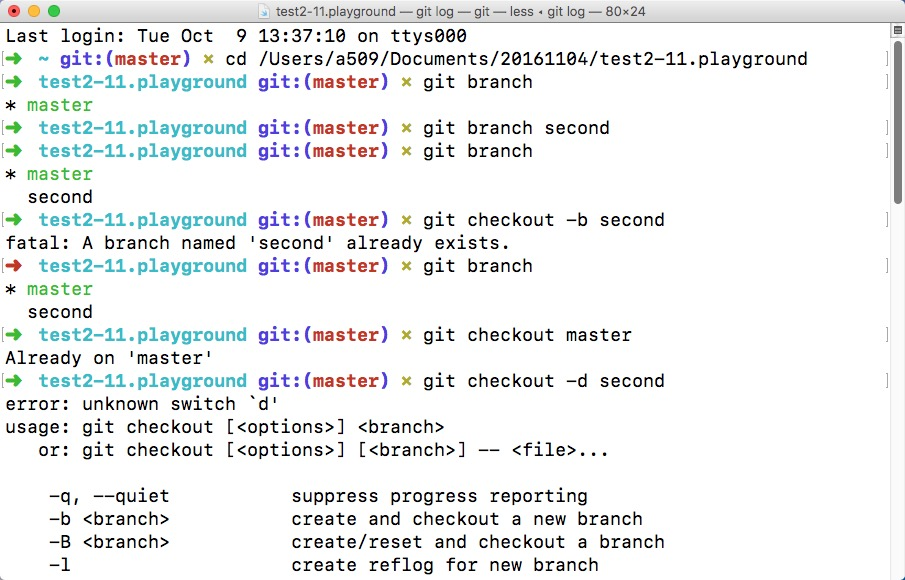 test2-11.playground — git log — git — less ◂ git log — 80×24
Last login: Tue Oct  9 13:37:10 on ttys000
➜  ~ git:(master) × cd /Users/a509/Documents/20161104/test2-11.playground
➜  test2-11.playground git:(master) × git branch
* master
➜  test2-11.playground git:(master) × git branch second
➜  test2-11.playground git:(master) × git branch
* master
  second
➜  test2-11.playground git:(master) × git checkout -b second
fatal: A branch named 'second' already exists.
➜  test2-11.playground git:(master) × git branch
* master
  second
➜  test2-11.playground git:(master) × git checkout master
Already on 'master'
➜  test2-11.playground git:(master) × git checkout -d second
error: unknown switch `d'
usage: git checkout [<options>] <branch>
   or: git checkout [<options>] [<branch>] -- <file>...
    -q, --quiet           suppress progress reporting
    -b <branch>           create and checkout a new branch
    -B <branch>           create/reset and checkout a branch
    -l                    create reflog for new branch